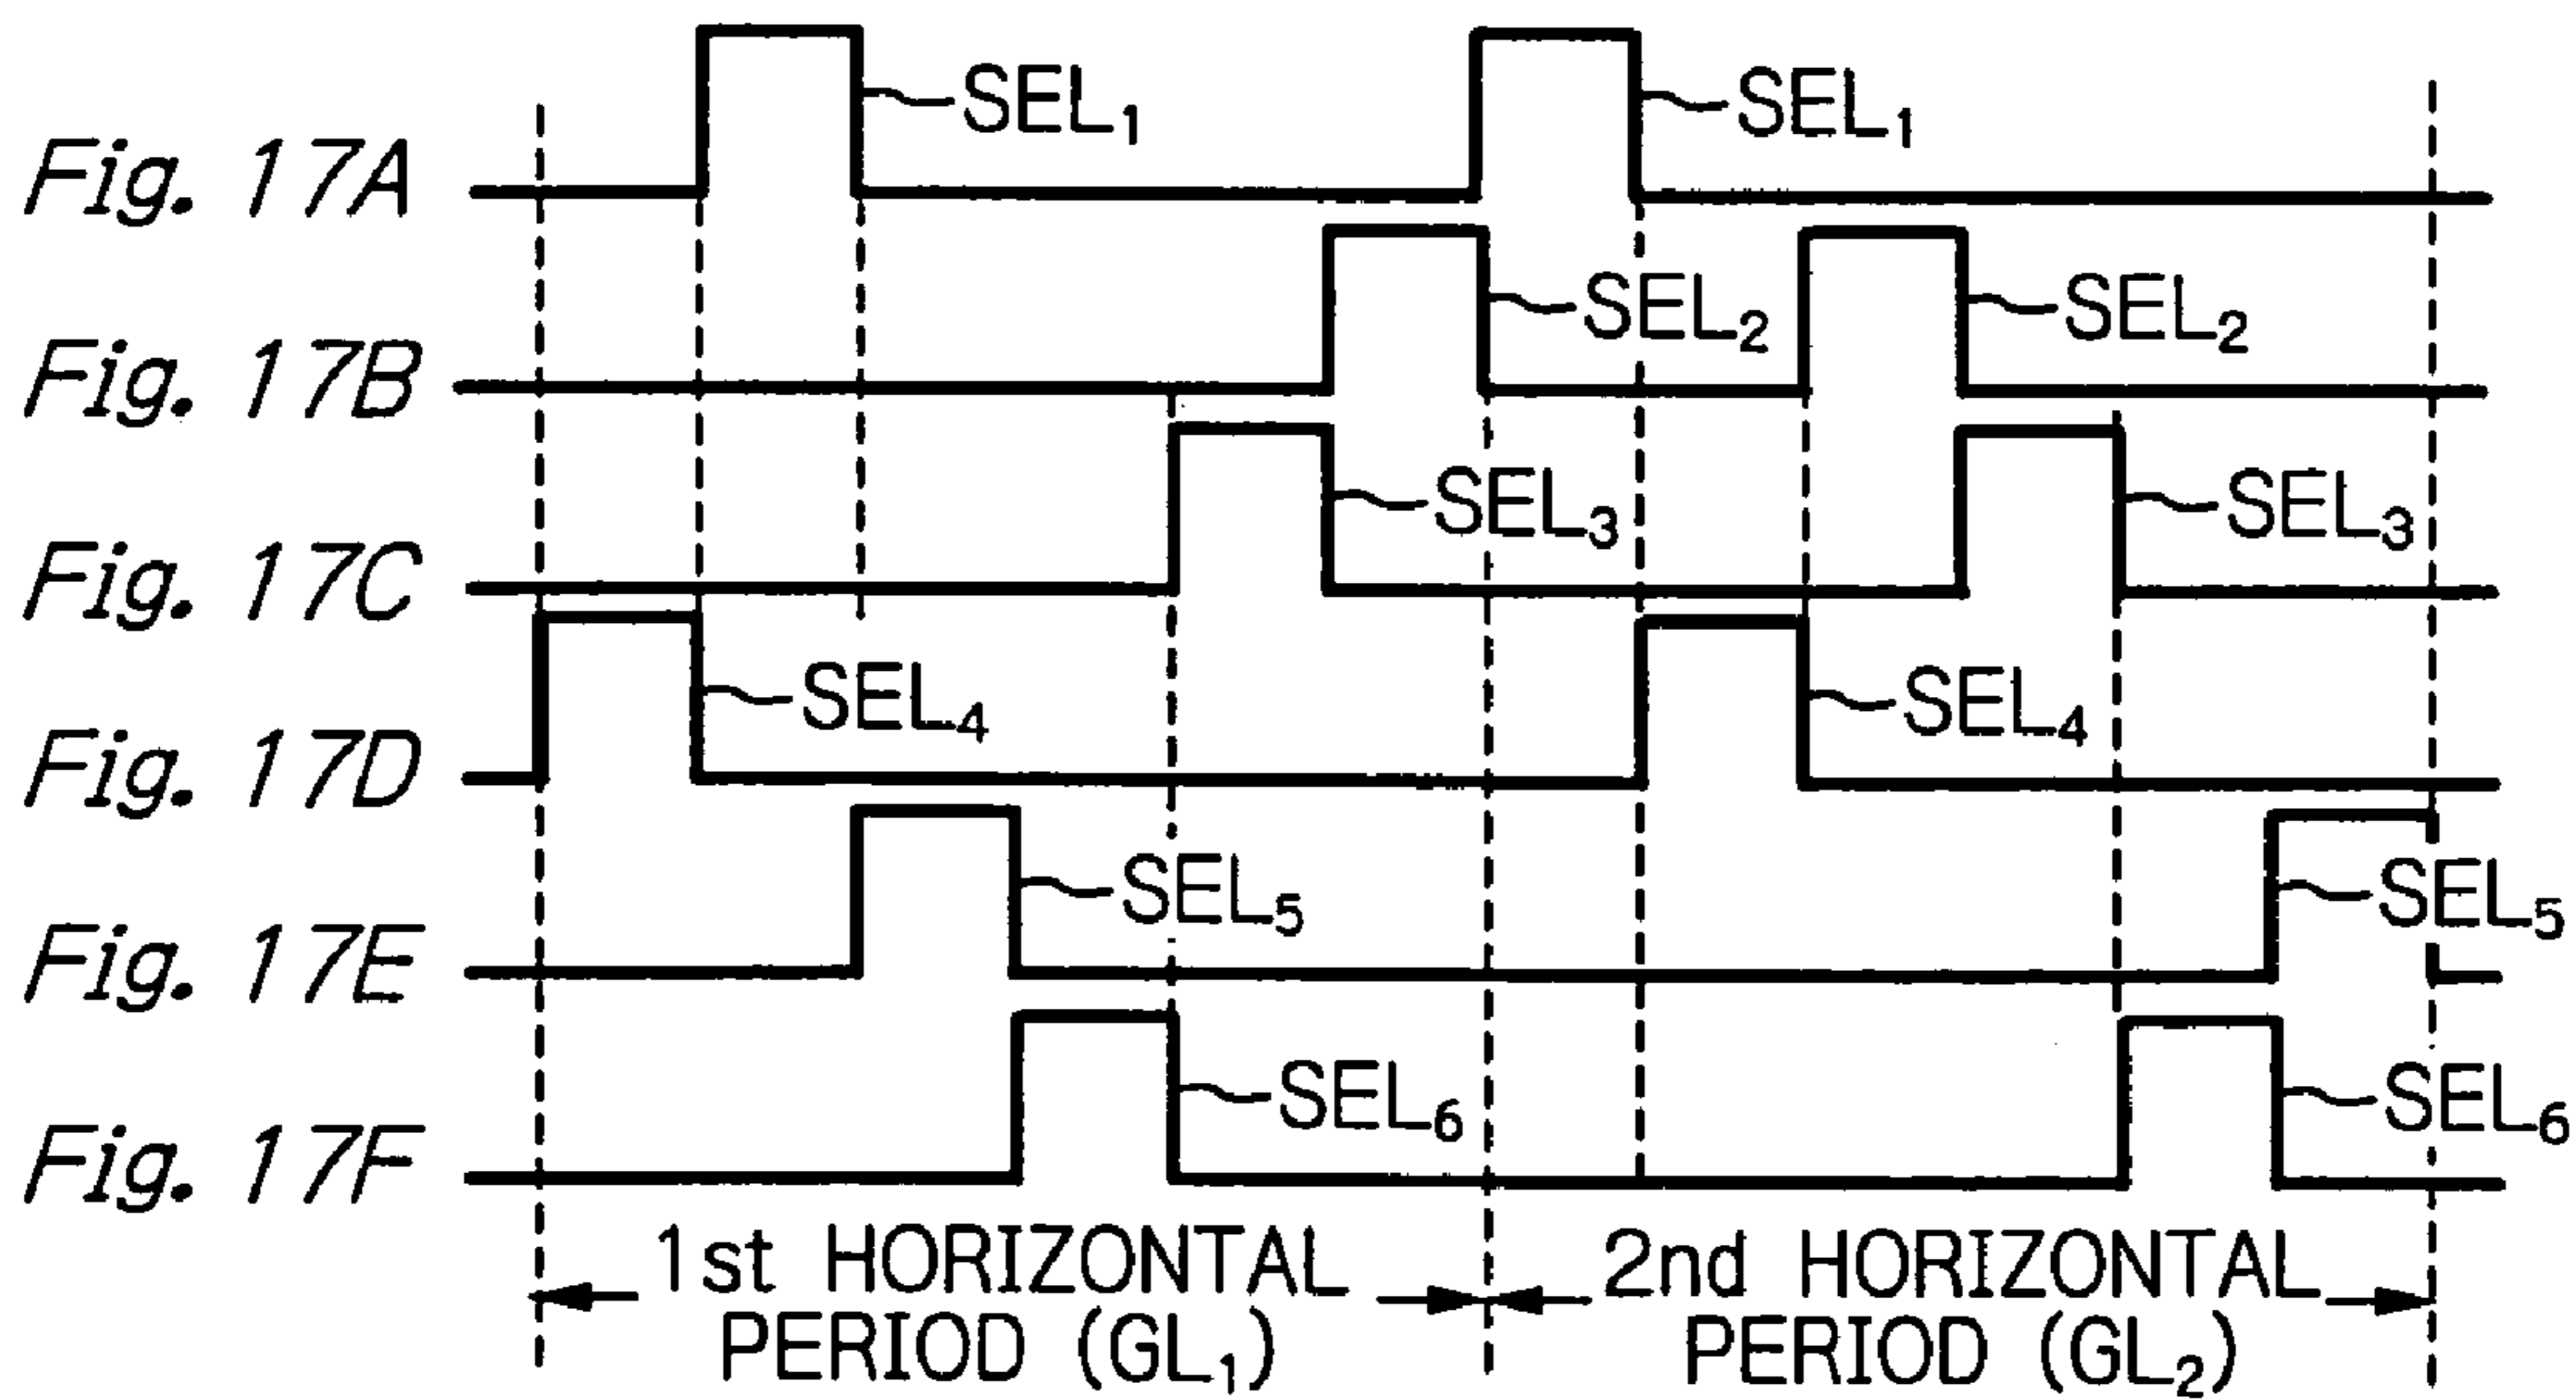 Fig. 17A SEL₁ SEL₁
Fig. 17B SEL₂ SEL₂
Fig. 17C SEL₃ SEL₃
Fig. 17D SEL₄ SEL₄
Fig. 17E SEL₅ SEL₅
Fig. 17F SEL₆ SEL₆
1st HORIZONTAL
PERIOD (GL₁)
2nd HORIZONTAL
PERIOD (GL₂)